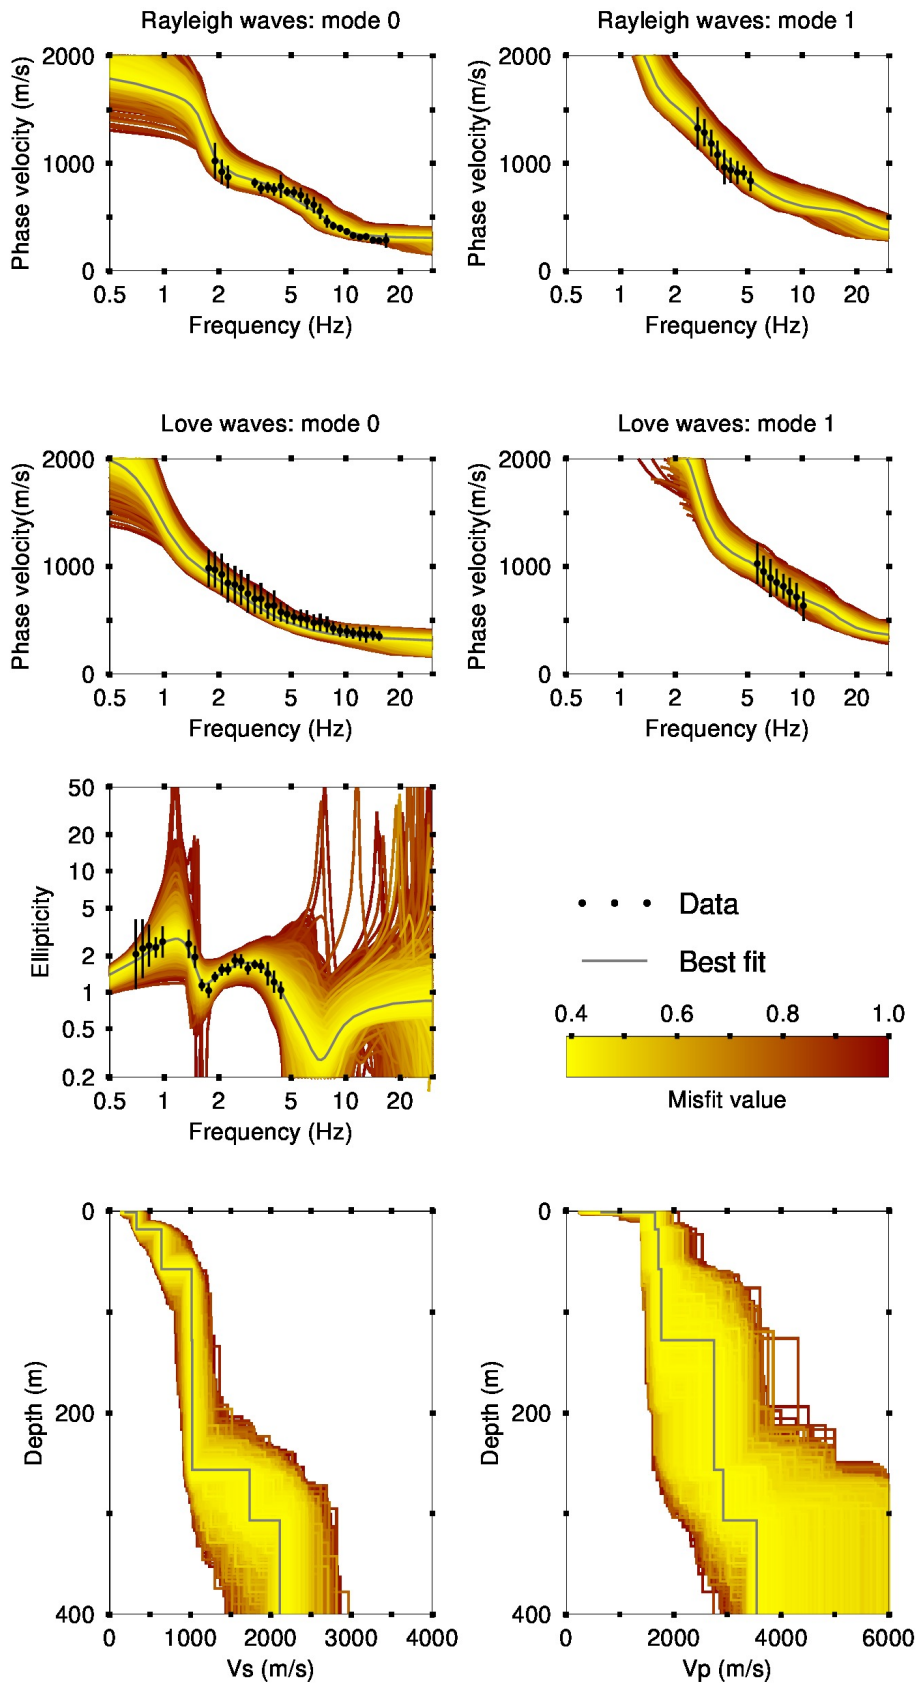 Rayleigh waves: mode 0
Rayleigh waves: mode 1
2000
1000
0
Phase velocity (m/s)
0.5 1 2 5 10 20
Frequency (Hz)
2000
1000
0
Phase velocity(m/s)
0.5 1 2 5 10 20
Frequency (Hz)
Love waves: mode 0
Love waves: mode 1
2000
1000
0
Phase velocity(m/s)
0.5 1 2 5 10 20
Frequency (Hz)
2000
1000
0
Phase velocity(m/s)
0.5 1 2 5 10 20
Frequency (Hz)
50
20
10
5
2
1
0.5
0.2
Ellipticity
0.5 1 2 5 10 20
Frequency (Hz)
Data
Best fit
0.4 0.6 0.8 1.0
Misfit value
0
200
400
Depth (m)
0 1000 2000 3000 4000
Vs (m/s)
0
200
400
Depth (m)
0 2000 4000 6000
Vp (m/s)